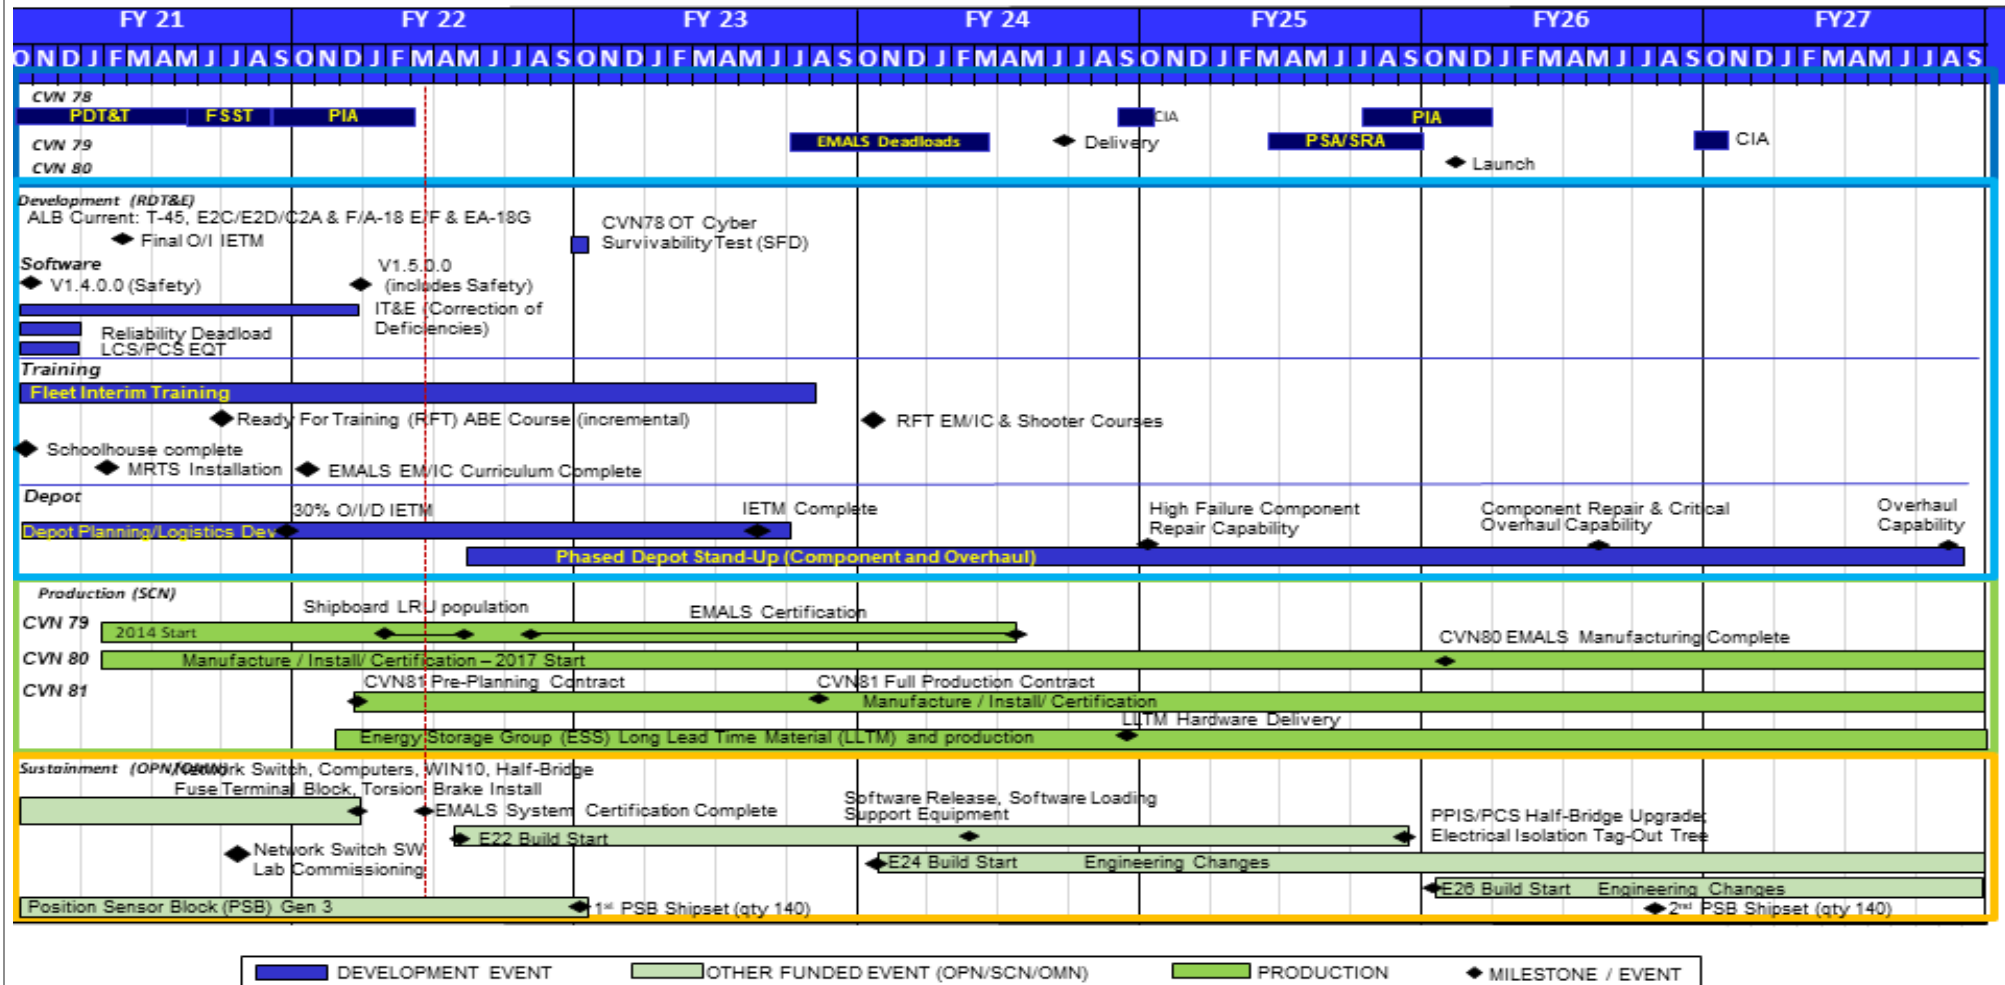 FY 21 FY 22 FY 23 FY 24 FY25 FY26 FY27
O N D J F M A M J J A S O N D J F M A M J J A S O N D J F M A M J J A S O N D J F M A M J J A S O N D J F M A M J J A S O N D J F M A M J J A S O N D J F M A M J J A S
CVN 78
PDT&T FSST PIA CIA PIA
CVN 79 EMALS Deadloads Delivery PSA/SRA CIA
CVN 80 Launch
Development (RDT&E)
ALB Current: T-45, E2C/E2D/C2A & F/A-18 E/F & EA-18G
Final O/I IETM
CVN78 OT Cyber
Survivability Test (SFD)
Software
V1.4.0.0 (Safety)
V1.5.0.0
(includes Safety)
IT&E (Correction of
Deficiencies)
Reliability Deadload
LCS/PCS EQT
Training
Fleet Interim Training
Ready For Training (RFT) ABE Course (incremental)
RFT EM/IC & Shooter Courses
Schoolhouse complete
MRTS Installation
EMALS EM/IC Curriculum Complete
Depot
30% O/I/D IETM
IETM Complete
Depot Planning/Logistics Dev
High Failure Component
Repair Capability
Component Repair & Critical
Overhaul Capability
Overhaul
Capability
Phased Depot Stand-Up (Component and Overhaul)
Production (SCN)
CVN 79
Shipboard LRU population
EMALS Certification
2014 Start
CVN80 EMALS Manufacturing Complete
CVN 80
Manufacture / Install/ Certification – 2017 Start
CVN 81
CVN81 Pre-Planning Contract
CVN81 Full Production Contract
Manufacture / Install/ Certification
LLTM Hardware Delivery
Energy Storage Group (ESS) Long Lead Time Material (LLTM) and production
Sustainment (OPN/OMN)
Network Switch, Computers, WIN10, Half-Bridge
Fuse Terminal Block, Torsion Brake Install
EMALS System Certification Complete
Software Release, Software Loading
Support Equipment
PPIS/PCS Half-Bridge Upgrade;
Electrical Isolation Tag-Out Tree
E22 Build Start
Network Switch SW
Lab Commissioning
E24 Build Start Engineering Changes
E26 Build Start Engineering Changes
Position Sensor Block (PSB) Gen 3
1st PSB Shipset (qty 140)
2nd PSB Shipset (qty 140)
DEVELOPMENT EVENT OTHER FUNDED EVENT (OPN/SCN/OMN) PRODUCTION MILESTONE / EVENT